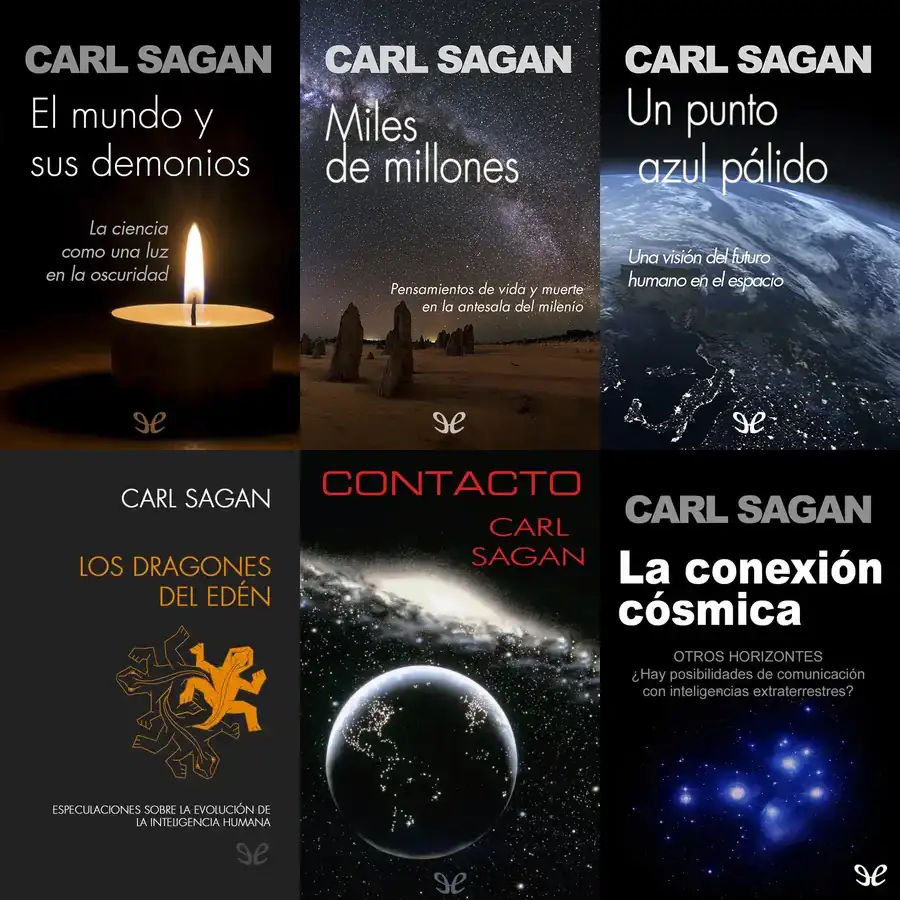 CARL SAGAN
El mundo y
sus demonios
La ciencia
como una luz
en la oscuridad
CARL SAGAN
Miles
de millones
Pensamientos de vida y muerte
en la antesala del milenio
CARL SAGAN
Un punto
azul pálido
Una visión del futuro
humano en el espacio
CARL SAGAN
LOS DRAGONES
DEL EDÉN
ESPECULACIONES SOBRE LA EVOLUCIÓN DE
LA INTELIGENCIA HUMANA
CONTACTO
CARL
SAGAN
CARL SAGAN
La conexión
cósmica
OTROS HORIZONTES
¿Hay posibilidades de comunicación
con inteligencias extraterrestres?